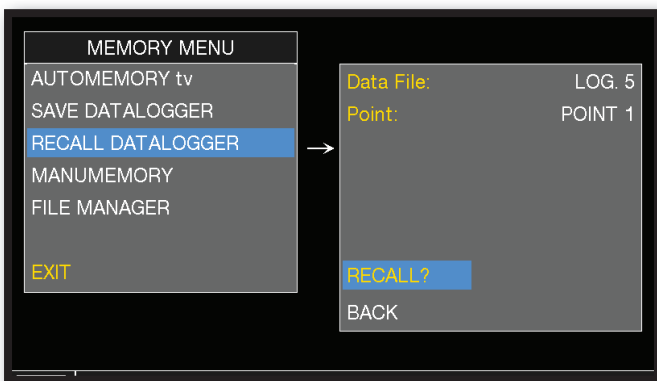 MEMORY MENU
AUTOMEMORY tv
SAVE DATALOGGER
RECALL DATALOGGER
MANUMEMORY
FILE MANAGER
EXIT
Data File: LOG. 5
Point: POINT 1
RECALL?
BACK